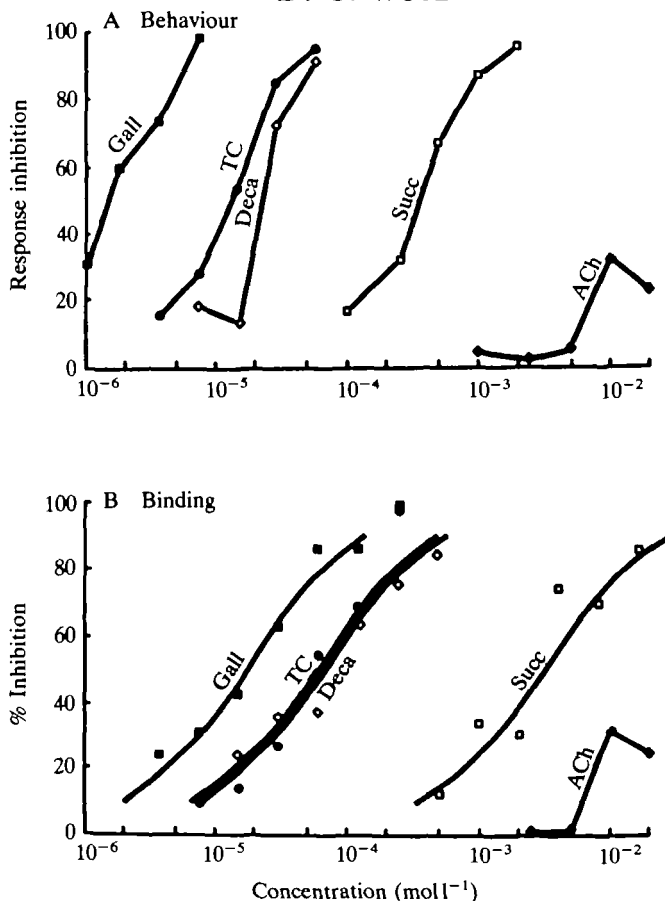 A Behaviour
100
80
60
40
20
0
Response inhibition
Gall
TC
Deca
Succ
ACh
10⁻⁶
10⁻⁵
10⁻⁴
10⁻³
10⁻²
B Binding
100
80
60
40
20
0
% Inhibition
Gall
TC
Deca
Succ
ACh
10⁻⁶
10⁻⁵
10⁻⁴
10⁻³
10⁻²
Concentration (mol l⁻¹)